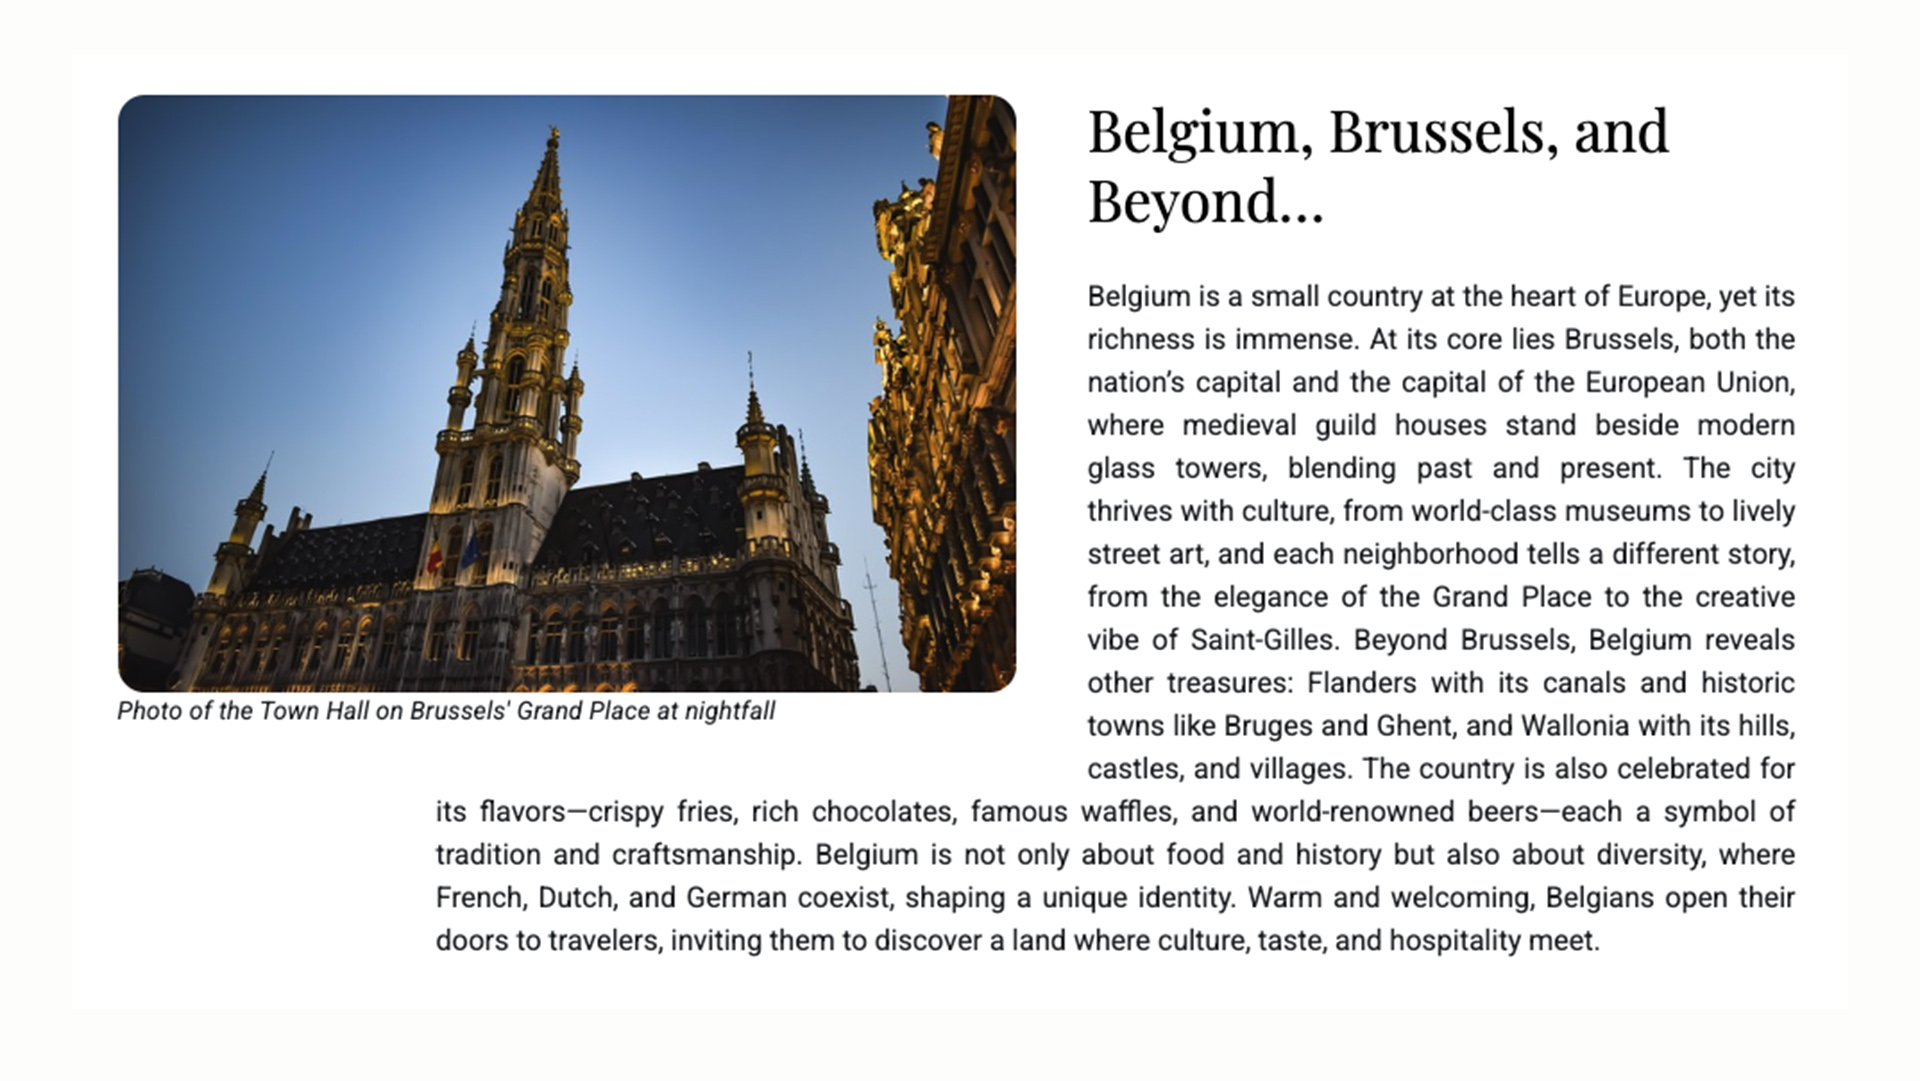 Belgium, Brussels, and
Beyond...
Belgium is a small country at the heart of Europe, yet its
richness is immense. At its core lies Brussels, both the
nation’s capital and the capital of the European Union,
where medieval guild houses stand beside modern
glass towers, blending past and present. The city
thrives with culture, from world-class museums to lively
street art, and each neighborhood tells a different story,
from the elegance of the Grand Place to the creative
vibe of Saint-Gilles. Beyond Brussels, Belgium reveals
other treasures: Flanders with its canals and historic
towns like Bruges and Ghent, and Wallonia with its hills,
castles, and villages. The country is also celebrated for
its flavors—crispy fries, rich chocolates, famous waffles, and world-renowned beers—each a symbol of
tradition and craftsmanship. Belgium is not only about food and history but also about diversity, where
French, Dutch, and German coexist, shaping a unique identity. Warm and welcoming, Belgians open their
doors to travelers, inviting them to discover a land where culture, taste, and hospitality meet.
Photo of the Town Hall on Brussels' Grand Place at nightfall